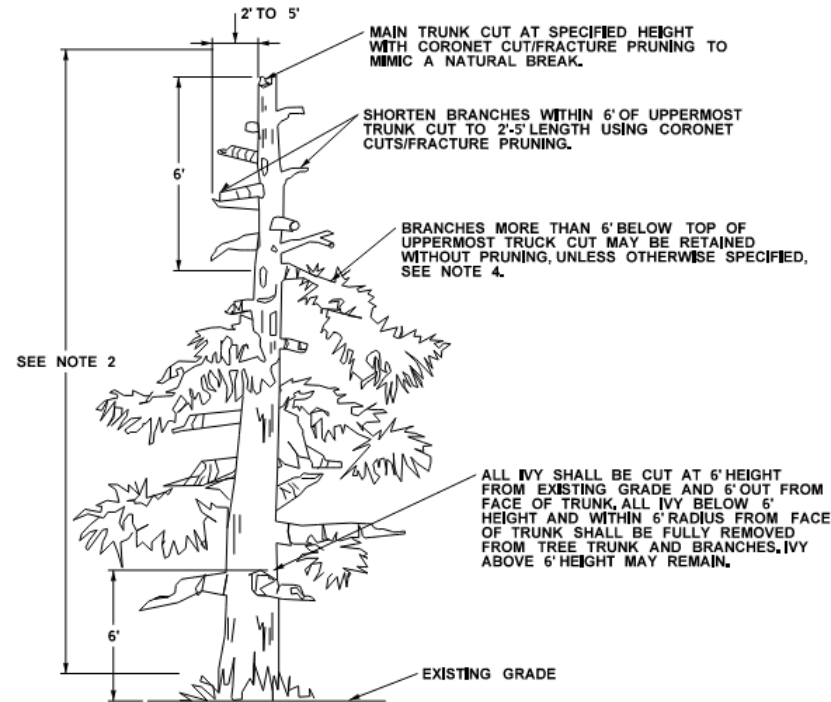 2' TO 5'
MAIN TRUNK CUT AT SPECIFIED HEIGHT
WITH CORONET CUT/FRACTURE PRUNING TO
MIMIC A NATURAL BREAK.
SHORTEN BRANCHES WITHIN 6' OF UPPERMOST
TRUNK CUT TO 2'-5' LENGTH USING CORONET
CUTS/FRACTURE PRUNING.
6'
BRANCHES MORE THAN 6' BELOW TOP OF
UPPERMOST TRUCK CUT MAY BE RETAINED
WITHOUT PRUNING, UNLESS OTHERWISE SPECIFIED,
SEE NOTE 4.
SEE NOTE 2
ALL IVY SHALL BE CUT AT 6' HEIGHT
FROM EXISTING GRADE AND 6' OUT FROM
FACE OF TRUNK. ALL IVY BELOW 6'
HEIGHT AND WITHIN 6' RADIUS FROM FACE
OF TRUNK SHALL BE FULLY REMOVED
FROM TREE TRUNK AND BRANCHES. IVY
ABOVE 6' HEIGHT MAY REMAIN.
6'
EXISTING GRADE